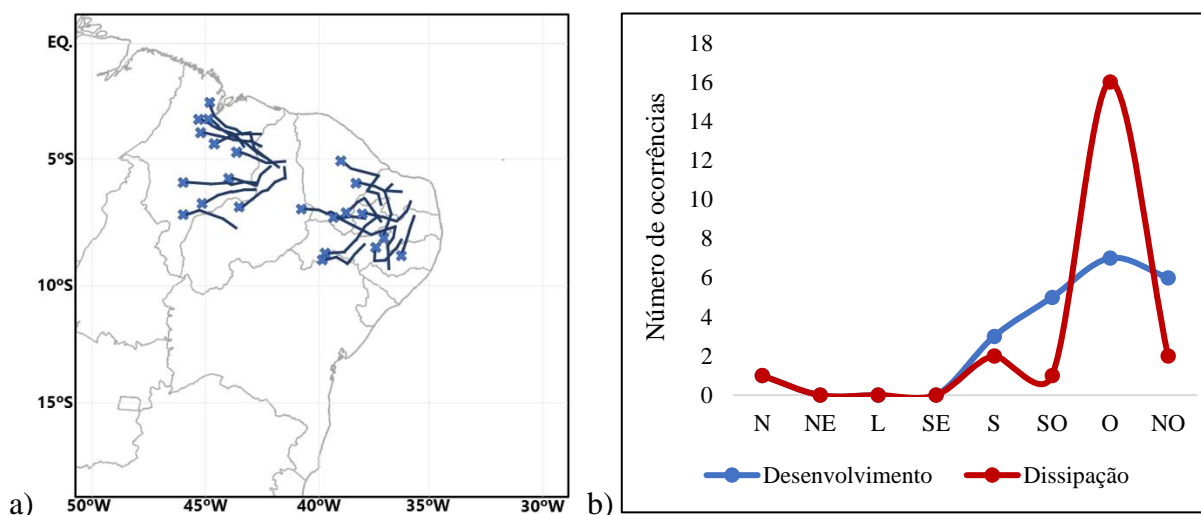 EQ.
5ºS
10ºS
15ºS
50ºW
45ºW
40ºW
35ºW
30ºW
a)
Número de ocorrências
18
16
14
12
10
8
6
4
2
0
N
NE
L
SE
S
SO
O
NO
Desenvolvimento
Dissipação
b)